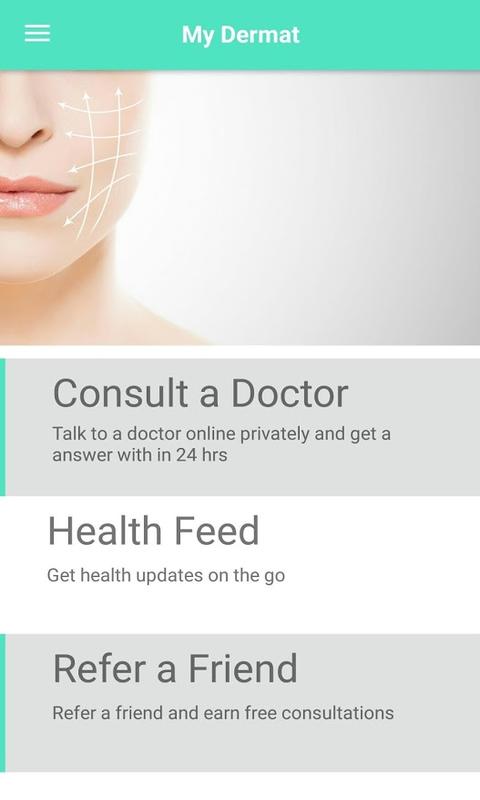 My Dermat
Consult a Doctor
Talk to a doctor online privately and get a
answer with in 24 hrs
Health Feed
Get health updates on the go
Refer a Friend
Refer a friend and earn free consultations